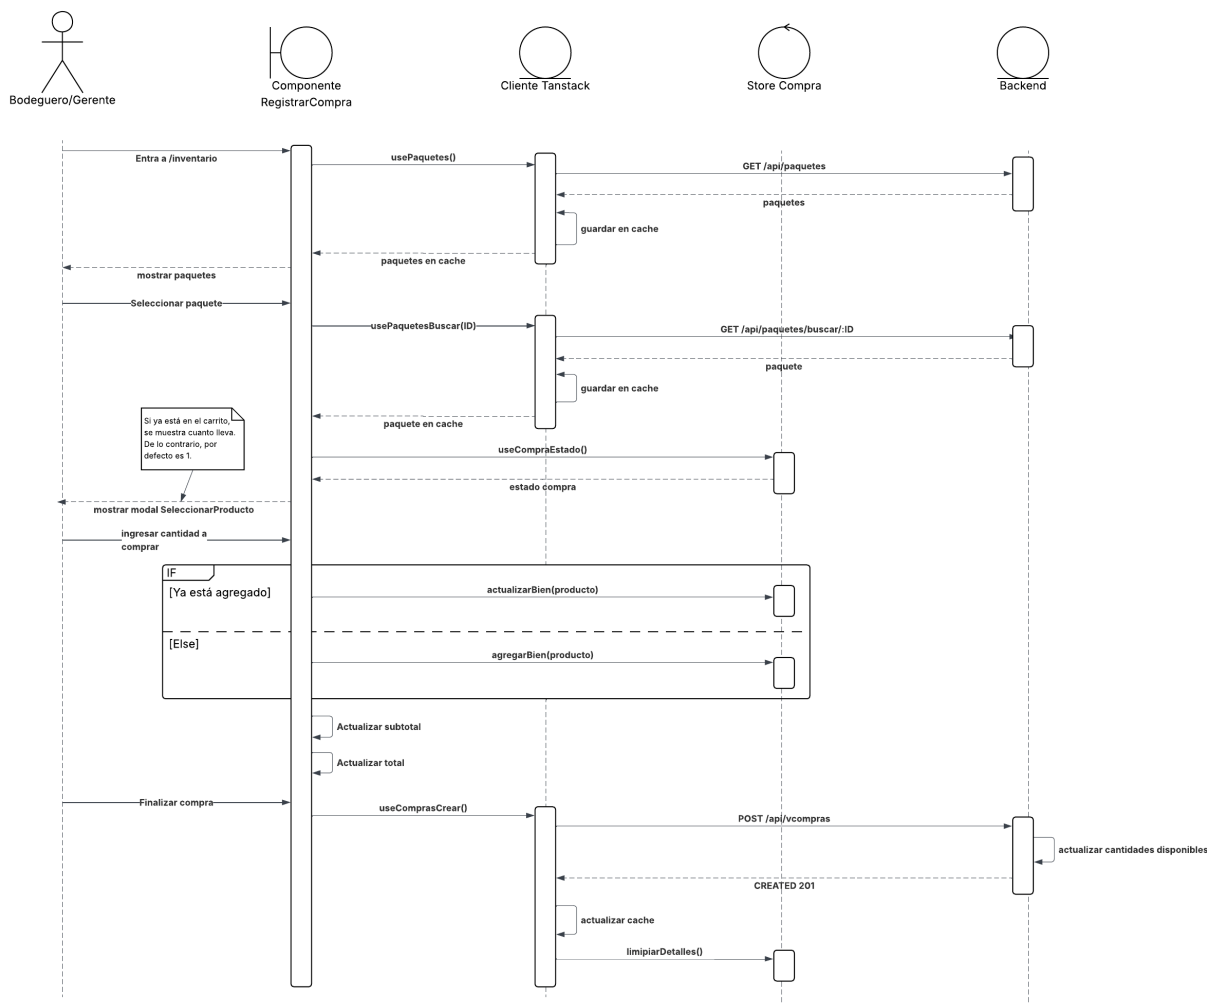 Bodeguero/Gerente
Componente
RegistrarCompra
Cliente Tanstack
Store Compra
Backend
Entra a /inventario
usePaquetes()
GET /api/paquetes
paquetes
guardar en cache
paquetes en cache
mostrar paquetes
Seleccionar paquete
usePaquetesBuscar(ID)
GET /api/paquetes/buscar/:ID
paquete
guardar en cache
paquete en cache
Si ya está en el carrito,
se muestra cuanto lleva.
De lo contrario, por
defecto es 1.
useCompraEstado()
estado compra
mostrar modal SeleccionarProducto
ingresar cantidad a
comprar
IF
[Ya está agregado]
actualizarBien(producto)
[Else]
agregarBien(producto)
Actualizar subtotal
Actualizar total
Finalizar compra
useComprasCrear()
POST /api/vcompras
actualizar cantidades disponibles
CREATED 201
actualizar cache
limipiarDetalles()